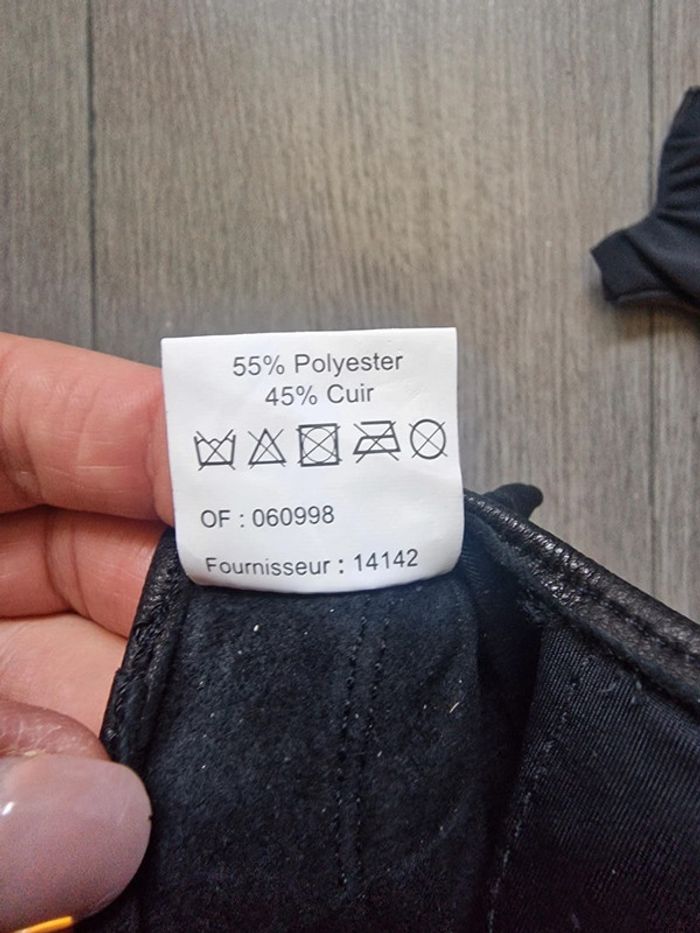 55% Polyester
45% Cuir
OF : 060998
Fournisseur : 14142